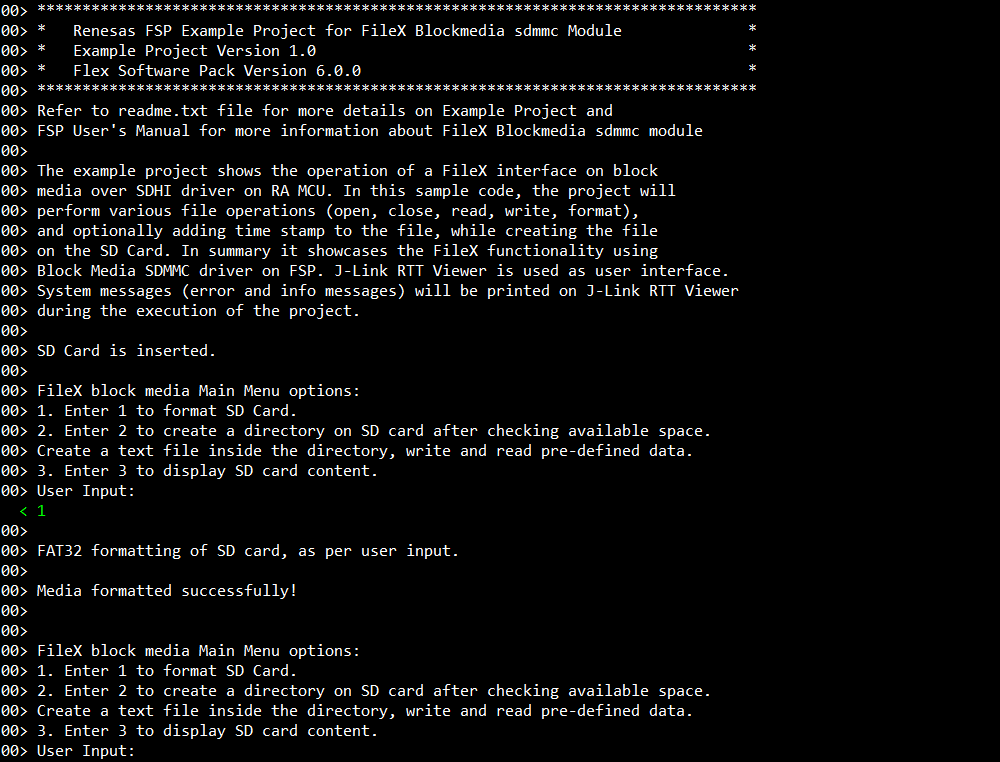 00> ********************************************************************************
00> *   Renesas FSP Example Project for FileX Blockmedia sdmmc Module              *
00> *   Example Project Version 1.0                                                *
00> *   Flex Software Pack Version 6.0.0                                           *
00> ********************************************************************************
00> Refer to readme.txt file for more details on Example Project and
00> FSP User's Manual for more information about FileX Blockmedia sdmmc module
00>
00> The example project shows the operation of a FileX interface on block
00> media over SDHI driver on RA MCU. In this sample code, the project will
00> perform various file operations (open, close, read, write, format),
00> and optionally adding time stamp to the file, while creating the file
00> on the SD Card. In summary it showcases the FileX functionality using
00> Block Media SDMMC driver on FSP. J-Link RTT Viewer is used as user interface.
00> System messages (error and info messages) will be printed on J-Link RTT Viewer
00> during the execution of the project.
00>
00> SD Card is inserted.
00>
00> FileX block media Main Menu options:
00> 1. Enter 1 to format SD Card.
00> 2. Enter 2 to create a directory on SD card after checking available space.
00> Create a text file inside the directory, write and read pre-defined data.
00> 3. Enter 3 to display SD card content.
00> User Input:
< 1
00>
00> FAT32 formatting of SD card, as per user input.
00>
00> Media formatted successfully!
00>
00>
00> FileX block media Main Menu options:
00> 1. Enter 1 to format SD Card.
00> 2. Enter 2 to create a directory on SD card after checking available space.
00> Create a text file inside the directory, write and read pre-defined data.
00> 3. Enter 3 to display SD card content.
00> User Input: